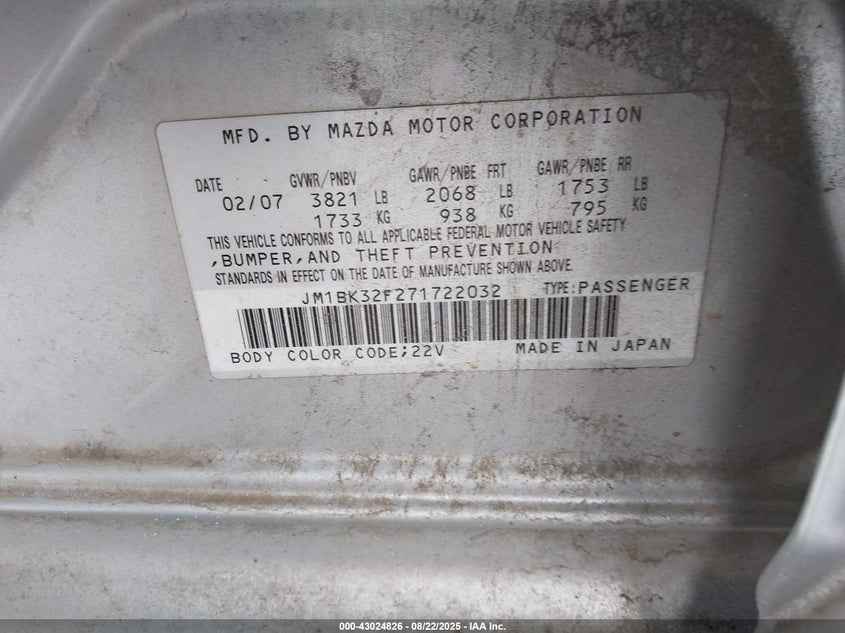 MFD. BY MAZDA MOTOR CORPORATION
DATE GVWR/PNBV GAWR/PNBE FRT GAWR/PNBE RR
02/07 3821 LB 2068 LB 1753 LB
1733 KG 938 KG 795 KG
THIS VEHICLE CONFORMS TO ALL APPLICABLE FEDERAL MOTOR VEHICLE SAFETY
,BUMPER,AND THEFT PREVENTION
STANDARDS IN EFFECT ON THE DATE OF MANUFACTURE SHOWN ABOVE.
JM1BK32F271722032 TYPE:PASSENGER
BODY COLOR CODE;22V MADE IN JAPAN
000-43024826 - 08/22/2025 - IAA Inc.